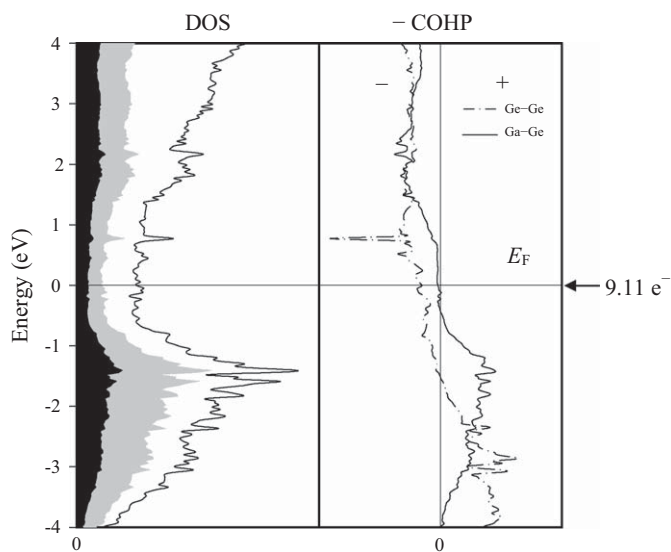 DOS
− COHP
4
3
2
1
0
-1
-2
-3
-4
Energy (eV)
− +
Ge−Ge
Ga−Ge
E_F
9.11 e⁻
0
0